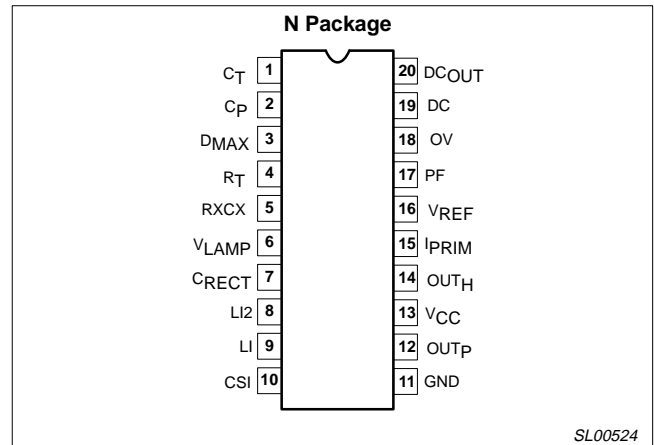 N Package
CT 1 20 DCOUT
CP 2 19 DC
DMAX 3 18 OV
RT 4 17 PF
RXCX 5 16 VREF
VLAMP 6 15 IPRIM
CRECT 7 14 OUTH
LI2 8 13 VCC
LI 9 12 OUTP
CSI 10 11 GND
SL00524